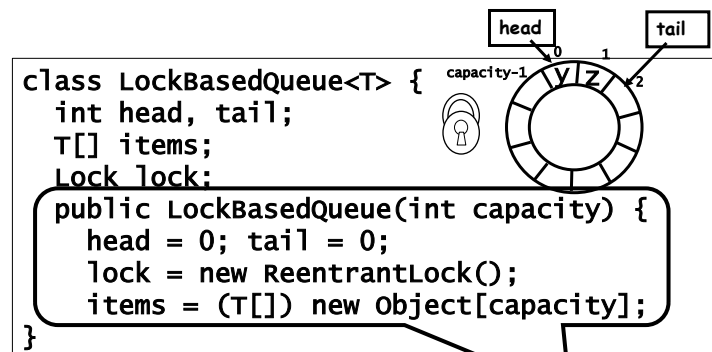 head
tail
0
1
capacity-1
y z
2
class LockBasedQueue<T> {
int head, tail;
T[] items;
Lock lock;
public LockBasedQueue(int capacity) {
head = 0; tail = 0;
lock = new ReentrantLock();
items = (T[]) new Object[capacity];
}